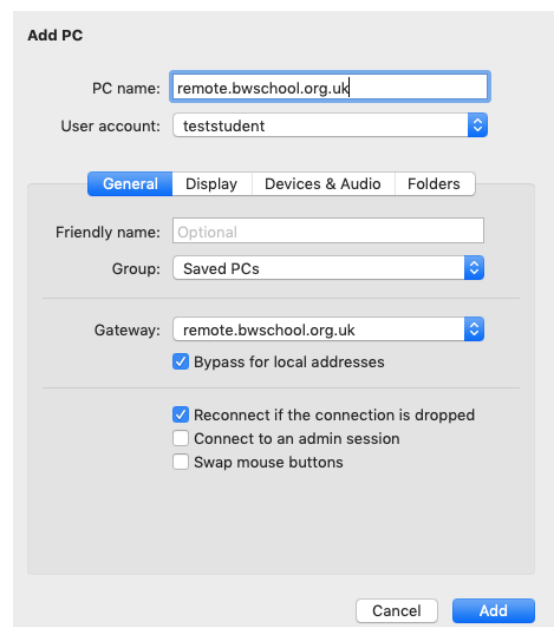 Add PC
PC name: remote.bwschool.org.uk
User account: teststudent
General Display Devices & Audio Folders
Friendly name: Optional
Group: Saved PCs
Gateway: remote.bwschool.org.uk
Bypass for local addresses
Reconnect if the connection is dropped
Connect to an admin session
Swap mouse buttons
Cancel Add